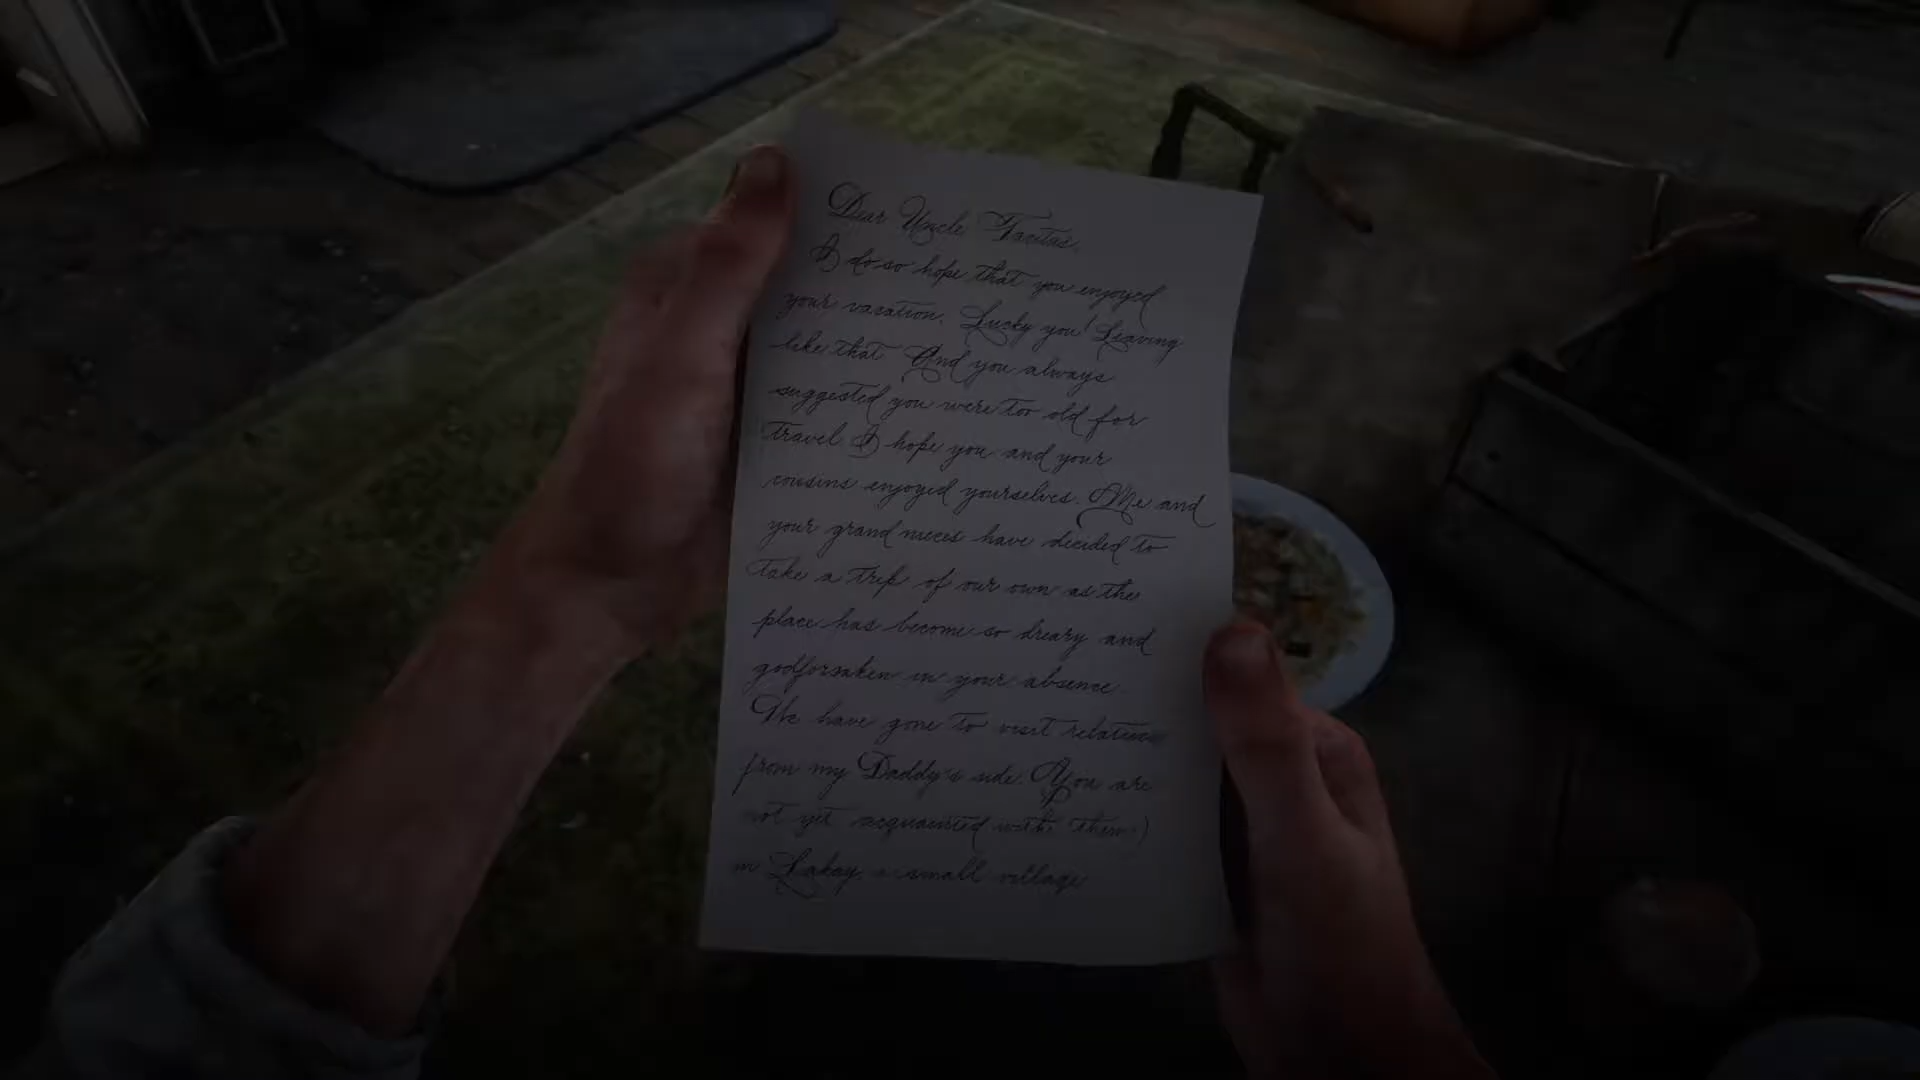 Dear Uncle Tacitus,
I do so hope that you enjoyed
your vacation. Lucky you! Leaving
like that. And you always
suggested you were too old for
travel. I hope you and your
cousins enjoyed yourselves. Me and
your grand nieces have decided to
take a trip of our own as the
place has become so dreary and
godforsaken in your absence.
We have gone to visit relatives
from my Daddy's side. (You are
not yet acquainted with them)
in Lakay, a small village